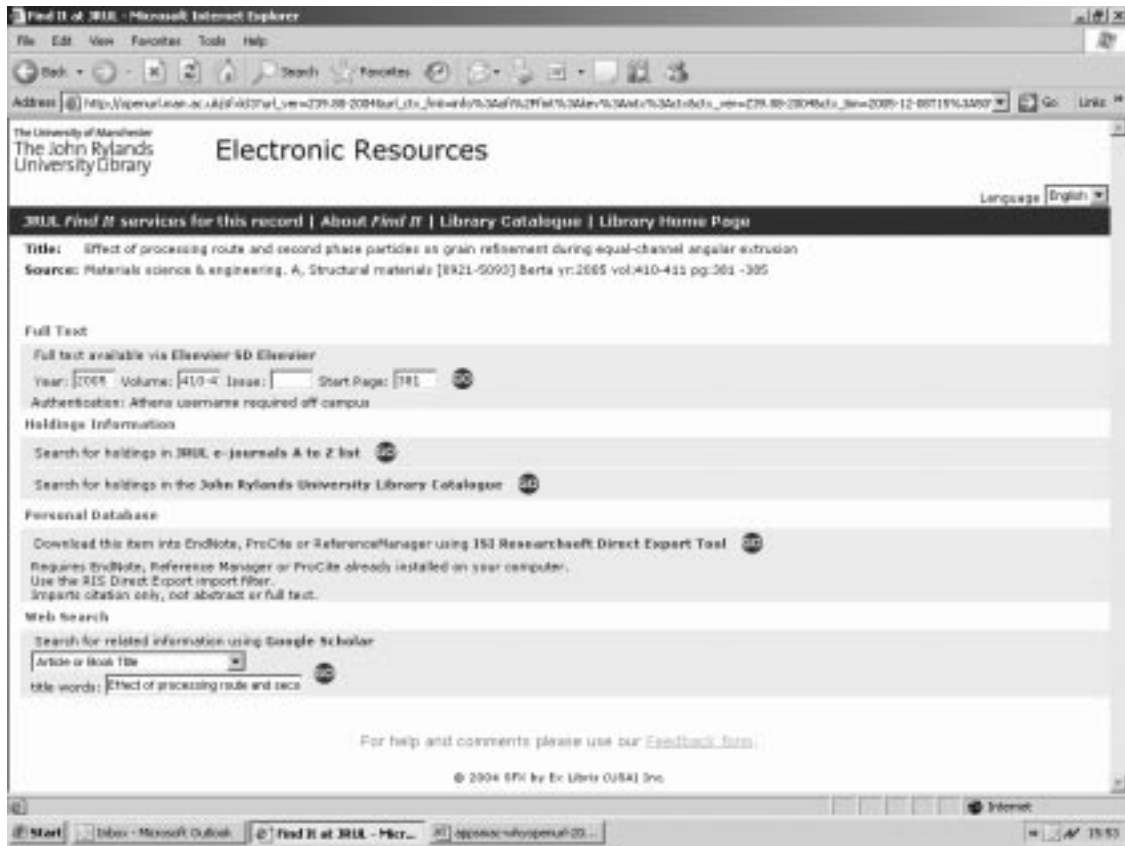 Find It at JRUL - Microsoft Internet Explorer
File Edit View Favorites Tools Help
Back Search Favorites
Address Go Links
The University of Manchester
The John Rylands
University Library
Electronic Resources
Language English
JRUL Find It services for this record | About Find IT | Library Catalogue | Library Home Page
Title: Effect of processing route and second phase particles on grain refinement during equal-channel angular extrusion
Source: Materials science & engineering. A, Structural materials [0921-5093] Berta yr:2005 vol:410-411 pg:381 -385
Full Text
Full text available via Elsevier SD Elsevier
Year: 2005 Volume: 410-4 Issue: Start Page: 381 GO
Authentication: Athens username required off campus
Holdings Information
Search for holdings in JRUL e-journals A to Z list GO
Search for holdings in the John Rylands University Library Catalogue GO
Personal Database
Download this item into EndNote, ProCite or ReferenceManager using ISI Researchsoft Direct Export Tool GO
Requires EndNote, Reference Manager or ProCite already installed on your computer.
Use the RIS Direct Export import filter.
Imports citation only, not abstract or full text.
Web Search
Search for related information using Google Scholar
Article or Book Title
title words: Effect of processing route and seco GO
For help and comments please use our Feedback form.
© 2004 SFX by Ex Libris (USA) Inc.
Internet
Start Inbox - Microsoft Outlook Find It at JRUL - Micr... 15:53